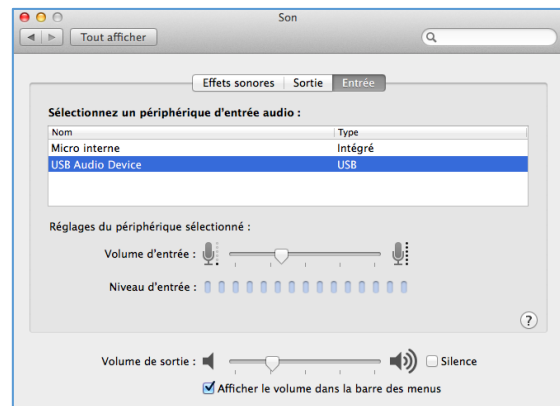 Son
Tout afficher
Effets sonores Sortie Entrée
Sélectionnez un périphérique d'entrée audio :
Nom Type
Micro interne Intégré
USB Audio Device USB
Réglages du périphérique sélectionné :
Volume d'entrée :
Niveau d'entrée :
?
Volume de sortie : Silence
Afficher le volume dans la barre des menus